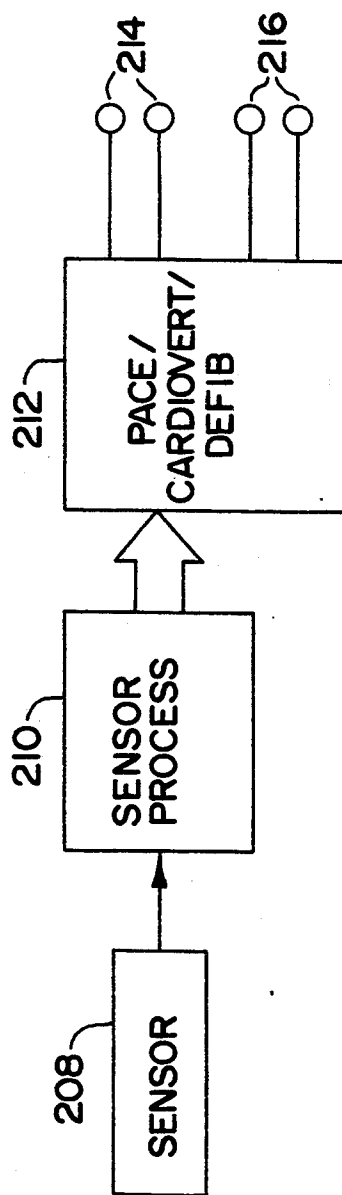 208
SENSOR
210
SENSOR
PROCESS
212
PACE/
CARDIOVERT/
DEFIB
214
216